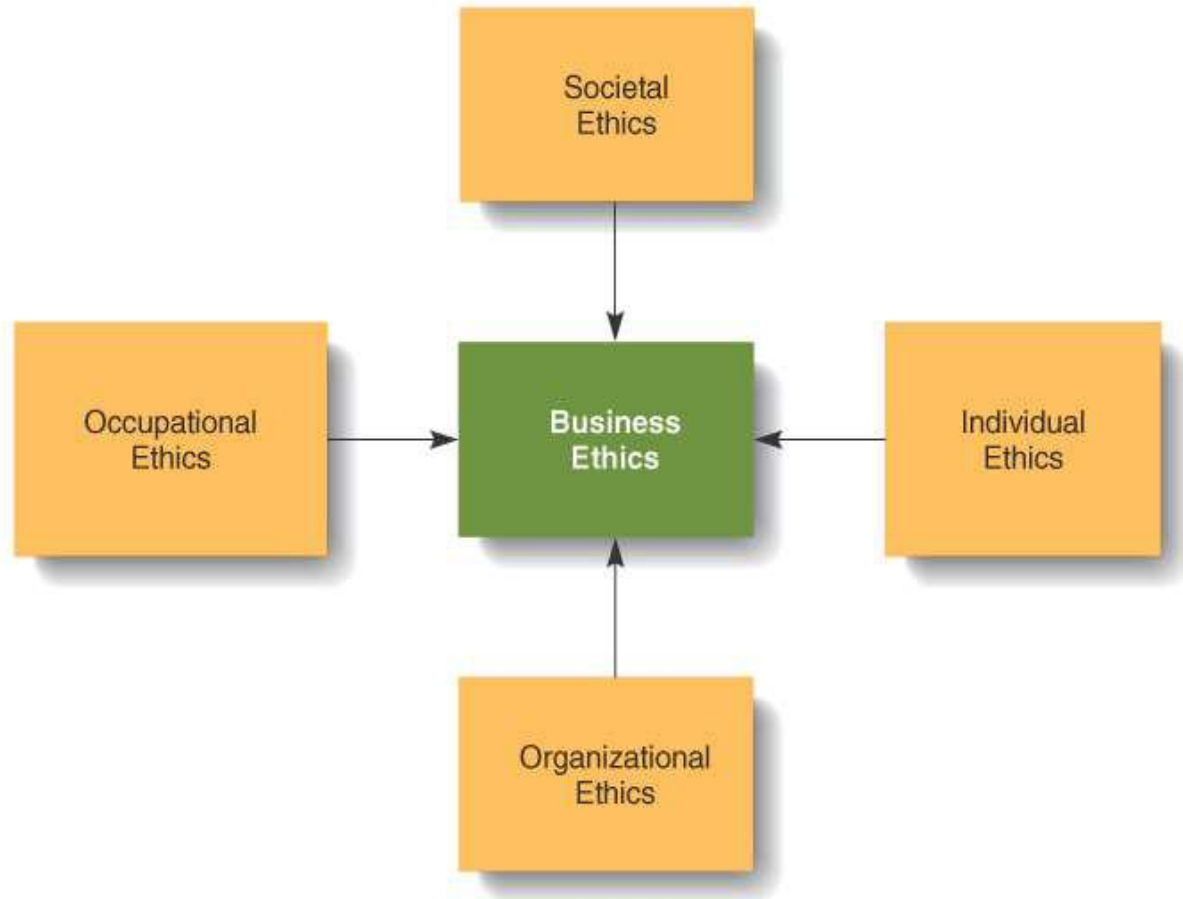 Societal
Ethics
Occupational
Ethics
Business
Ethics
Individual
Ethics
Organizational
Ethics